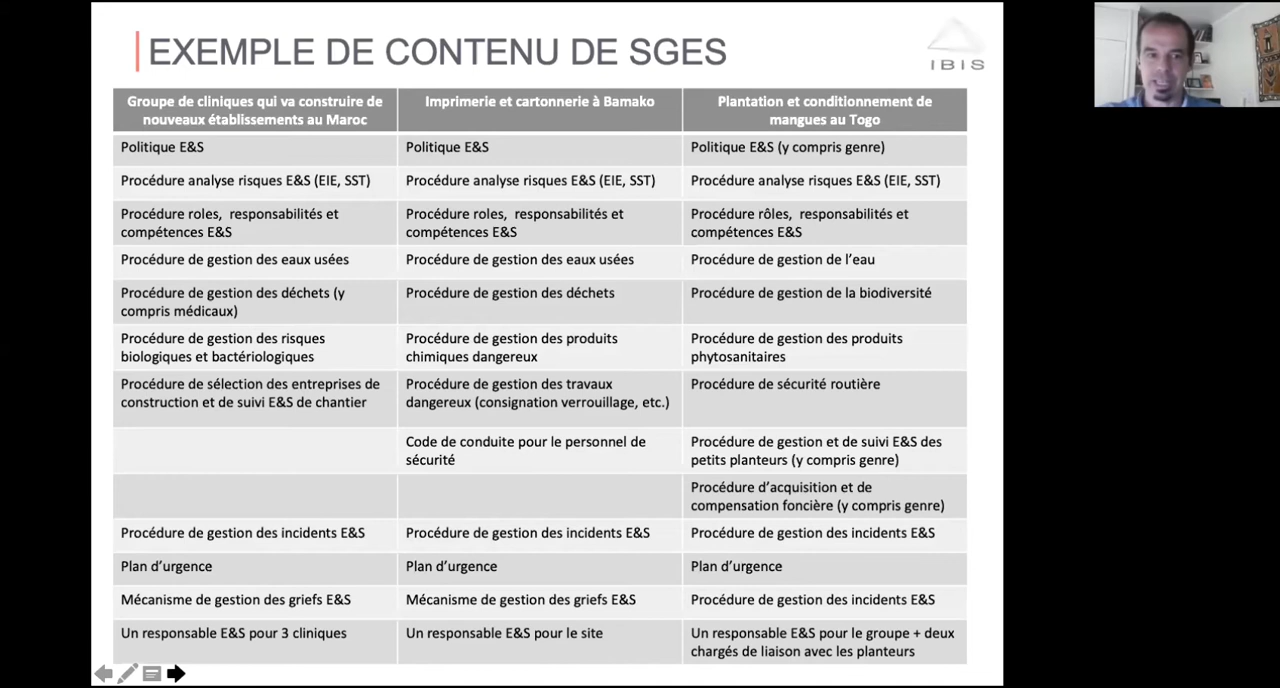 EXEMPLE DE CONTENU DE SGES
IBIS
Groupe de cliniques qui va construire de
nouveaux établissements au Maroc
Imprimerie et cartonnerie à Bamako
Plantation et conditionnement de
mangues au Togo
Politique E&S
Politique E&S
Politique E&S (y compris genre)
Procédure analyse risques E&S (EIE, SST)
Procédure analyse risques E&S (EIE, SST)
Procédure analyse risques E&S (EIE, SST)
Procédure roles, responsabilités et
compétences E&S
Procédure roles, responsabilités et
compétences E&S
Procédure rôles, responsabilités et
compétences E&S
Procédure de gestion des eaux usées
Procédure de gestion des eaux usées
Procédure de gestion de l'eau
Procédure de gestion des déchets (y
compris médicaux)
Procédure de gestion des déchets
Procédure de gestion de la biodiversité
Procédure de gestion des risques
biologiques et bactériologiques
Procédure de gestion des produits
chimiques dangereux
Procédure de gestion des produits
phytosanitaires
Procédure de sélection des entreprises de
construction et de suivi E&S de chantier
Procédure de gestion des travaux
dangereux (consignation verrouillage, etc.)
Procédure de sécurité routière
Code de conduite pour le personnel de
sécurité
Procédure de gestion et de suivi E&S des
petits planteurs (y compris genre)
Procédure d'acquisition et de
compensation foncière (y compris genre)
Procédure de gestion des incidents E&S
Procédure de gestion des incidents E&S
Procédure de gestion des incidents E&S
Plan d'urgence
Plan d'urgence
Plan d'urgence
Mécanisme de gestion des griefs E&S
Mécanisme de gestion des griefs E&S
Procédure de gestion des incidents E&S
Un responsable E&S pour 3 cliniques
Un responsable E&S pour le site
Un responsable E&S pour le groupe + deux
chargés de liaison avec les planteurs